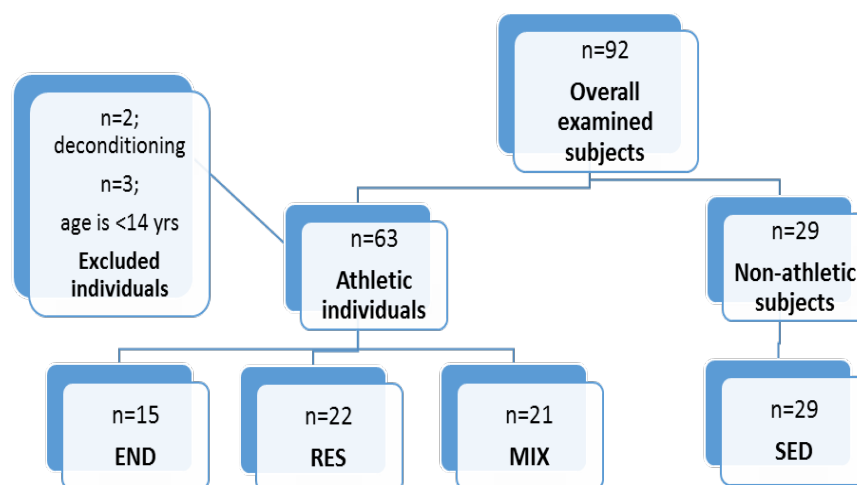 n=92
Overall
examined
subjects
n=2;
deconditioning
n=3;
age is <14 yrs
Excluded
individuals
n=63
Athletic
individuals
n=29
Non-athletic
subjects
n=15
END
n=22
RES
n=21
MIX
n=29
SED